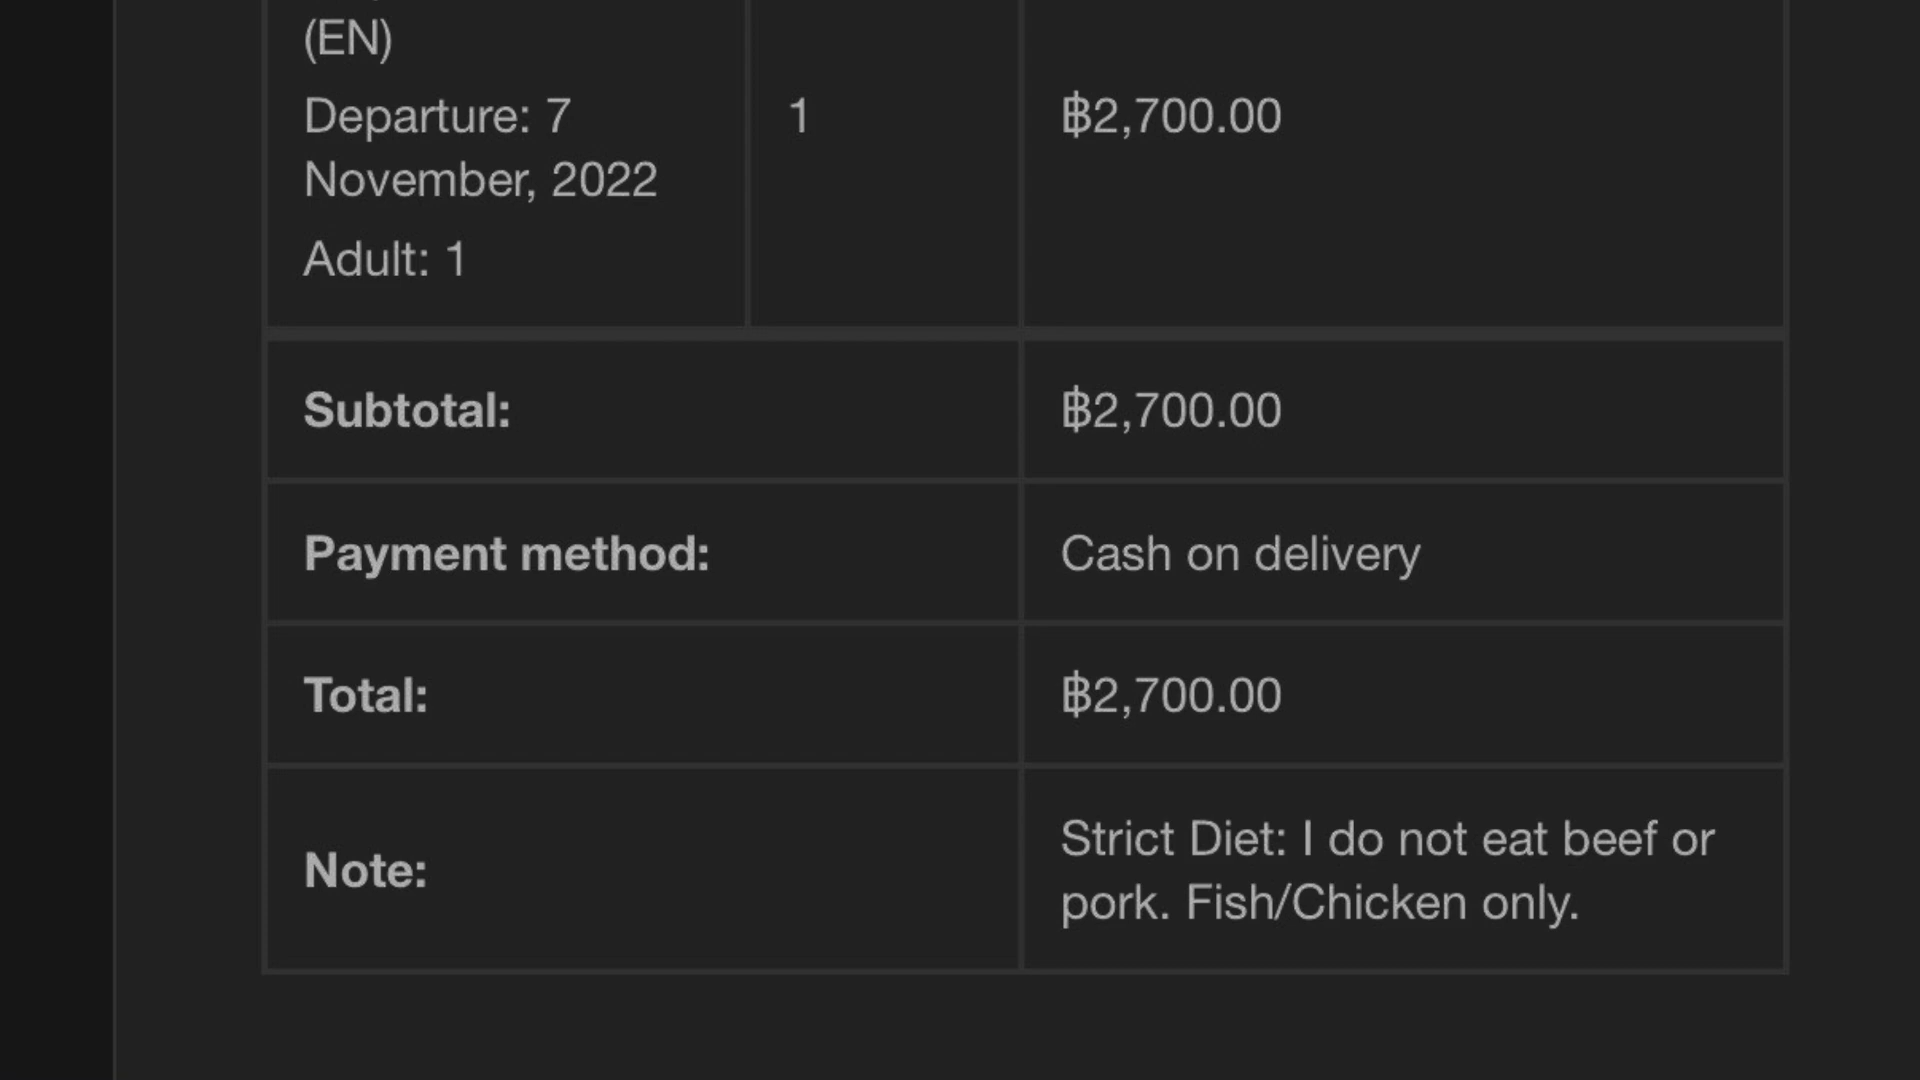 (EN)
Departure: 7
November, 2022
Adult: 1
1
฿2,700.00
Subtotal:
฿2,700.00
Payment method:
Cash on delivery
Total:
฿2,700.00
Note:
Strict Diet: I do not eat beef or
pork. Fish/Chicken only.